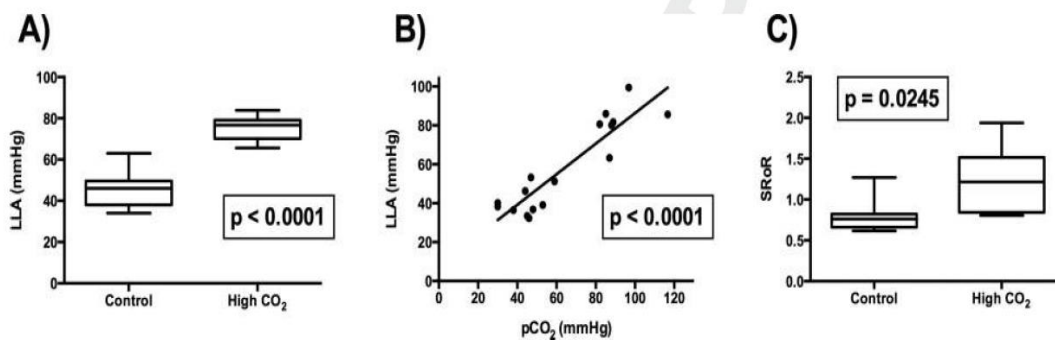 A)
LLA (mmHg)
100
80
60
40
20
0
p < 0.0001
Control
High CO₂
B)
LLA (mmHg)
100
80
60
40
20
0
p < 0.0001
0 20 40 60 80 100 120
pCO₂ (mmHg)
C)
SRoR
2.5
2.0
1.5
1.0
0.5
0.0
p = 0.0245
Control
High CO₂